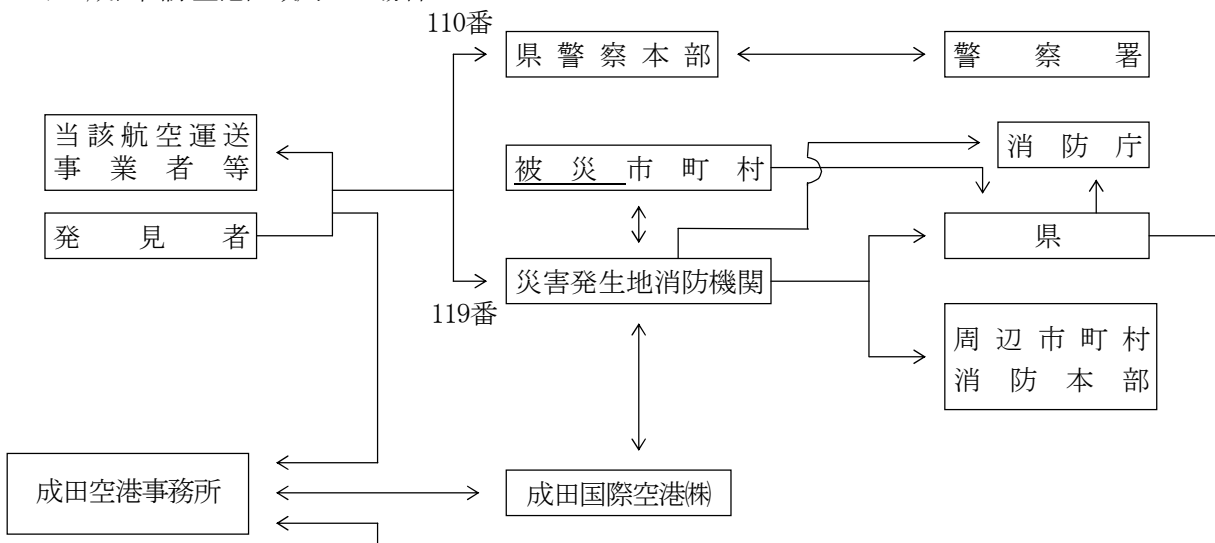 110番
県警察本部
警察署
当該航空運送
事業者等
被災市町村
消防庁
発見者
県
災害発生地消防機関
119番
周辺市町村
消防本部
成田空港事務所
成田国際空港㈱